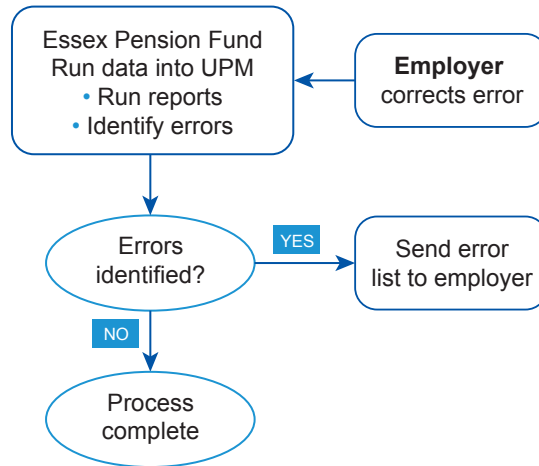 Essex Pension Fund
Run data into UPM
• Run reports
• Identify errors
Employer
corrects error
Errors
identified?
YES
Send error
list to employer
NO
Process
complete